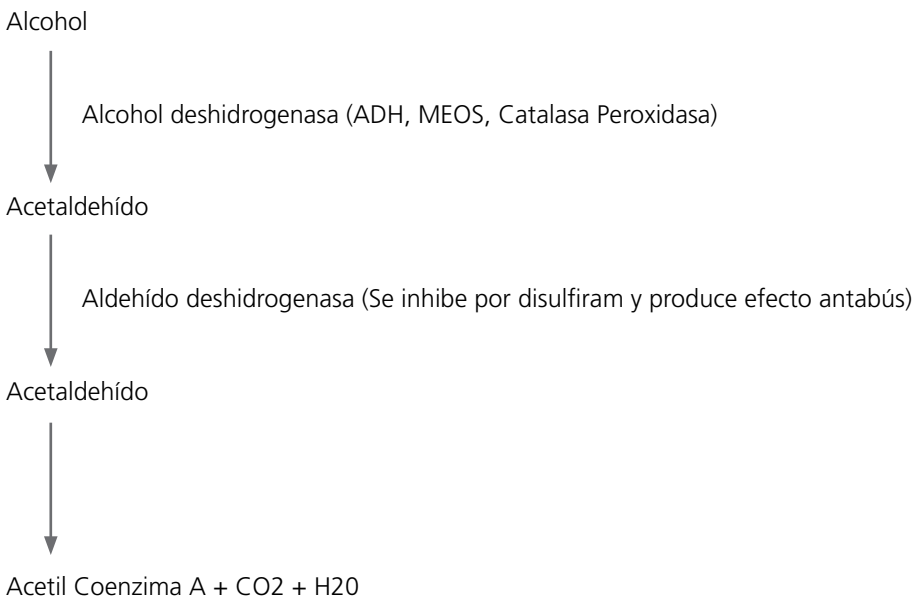 Alcohol
Alcohol deshidrogenasa (ADH, MEOS, Catalasa Peroxidasa)
Acetaldehído
Aldehído deshidrogenasa (Se inhibe por disulfiram y produce efecto antabús)
Acetaldehído
Acetil Coenzima A + CO2 + H20